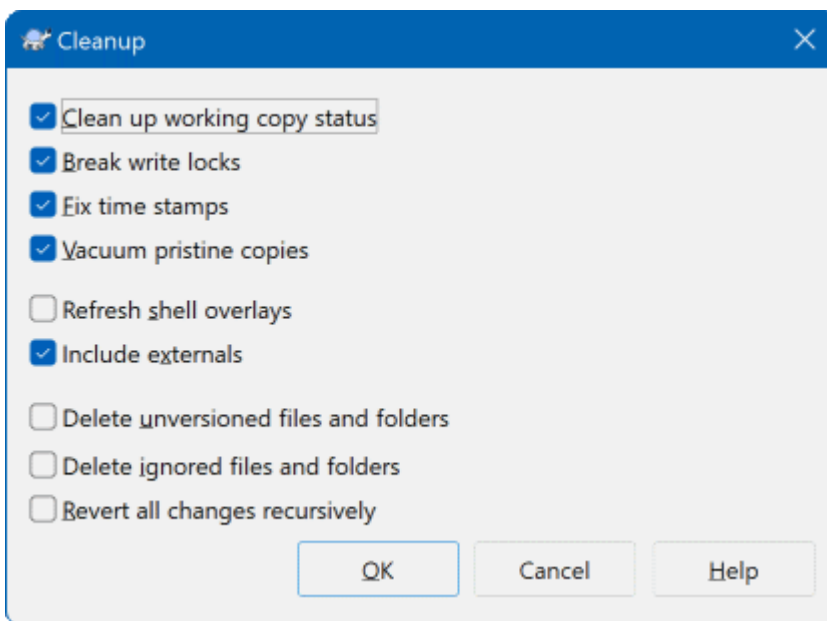 Cleanup
Clean up working copy status
Break write locks
Fix time stamps
Vacuum pristine copies
Refresh shell overlays
Include externals
Delete unversioned files and folders
Delete ignored files and folders
Revert all changes recursively
OK Cancel Help